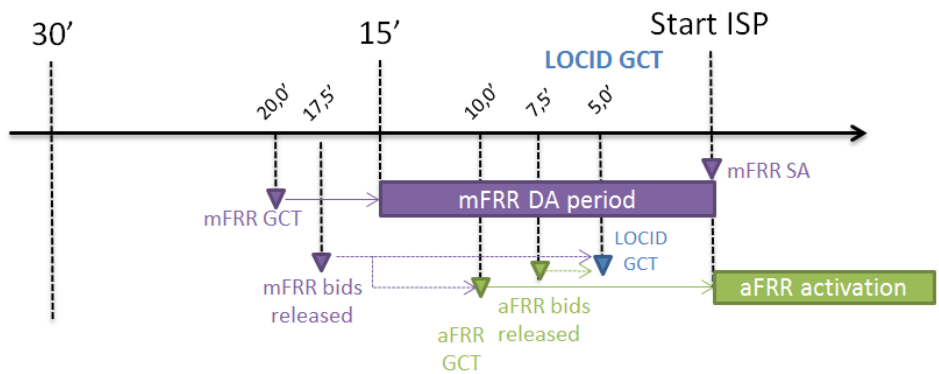 30’
15’
Start ISP
LOCID GCT
20,0’
17,5’
10,0’
7,5’
5,0’
mFRR SA
mFRR DA period
mFRR GCT
LOCID
GCT
mFRR bids
released
aFRR bids
released
aFRR activation
aFRR
GCT